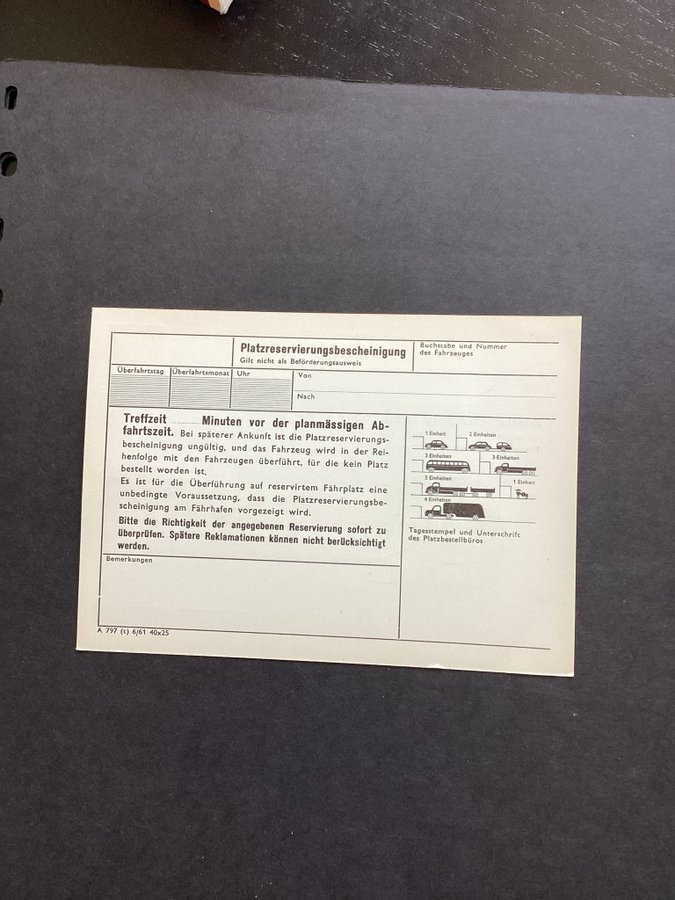 Platzreservierungsbescheinigung
Gilt nicht als Beförderungsausweis
Buchstabe und Nummer
des Fahrzeuges
Überfahrtstag
Überfahrtsmonat
Uhr
Von
Nach
Treffzeit ............ Minuten vor der planmässigen Ab-
fahrtszeit. Bei späterer Ankunft ist die Platzreservierungs-
bescheinigung ungültig, und das Fahrzeug wird in der Rei-
henfolge mit den Fahrzeugen überführt, für die kein Platz
bestellt worden ist.
Es ist für die Überführung auf reservirtem Fährplatz eine
unbedingte Voraussetzung, dass die Platzreservierungsbe-
scheinigung am Fährhafen vorgezeigt wird.
Bitte die Richtigkeit der angegebenen Reservierung sofort zu
überprüfen. Spätere Reklamationen können nicht berücksichtigt
werden.
1 Einheit
2 Einheiten
3 Einheiten
3 Einheiten
5 Einheiten
1 Einheit
4 Einheiten
Tagesstempel und Unterschrift
des Platzbestellbüros
Bemerkungen
A 797 (t) 6/61 40x25